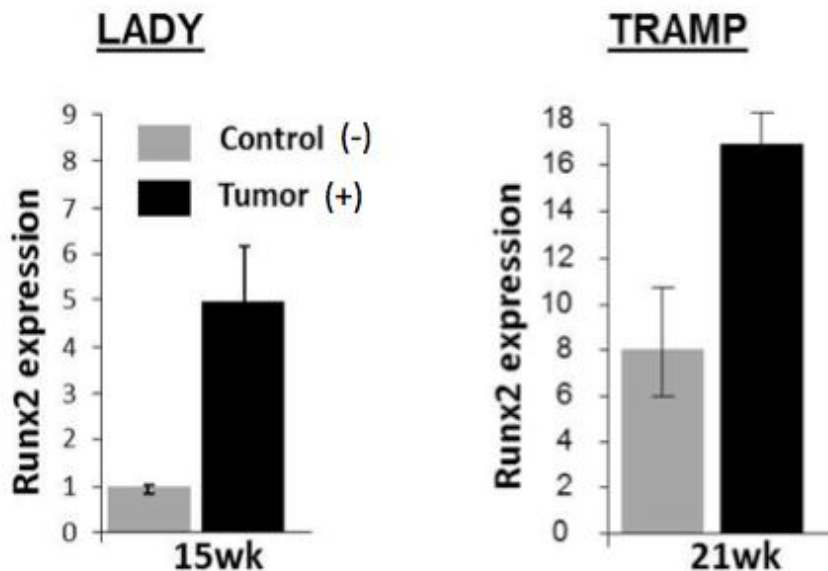 LADY
Runx2 expression
9
8
7
6
5
4
3
2
1
0
Control (-)
Tumor (+)
15wk
TRAMP
Runx2 expression
18
16
14
12
10
8
6
4
2
0
21wk